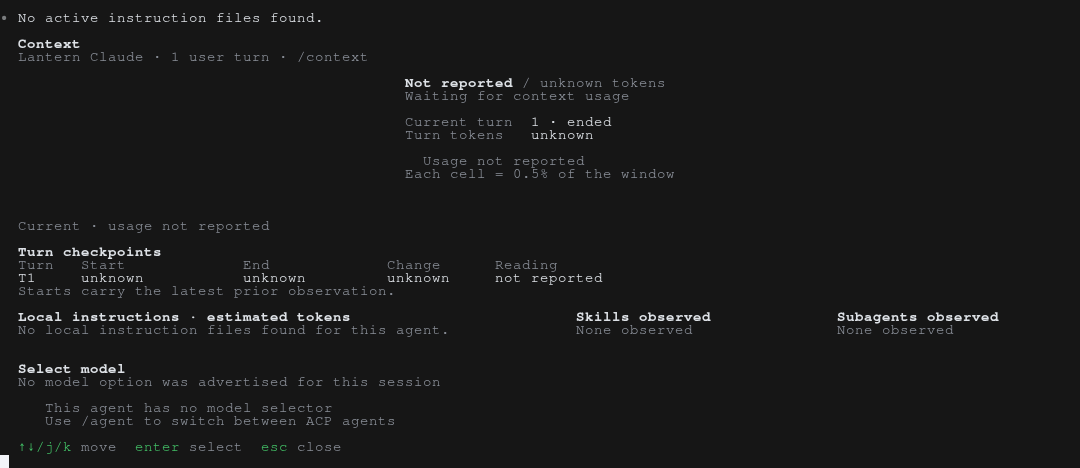 • No active instruction files found.
Context
Lantern Claude · 1 user turn · /context
Not reported / unknown tokens
Waiting for context usage
Current turn 1 · ended
Turn tokens unknown
Usage not reported
Each cell = 0.5% of the window
Current · usage not reported
Turn checkpoints
Turn Start End Change Reading
T1 unknown unknown unknown not reported
Starts carry the latest prior observation.
Local instructions · estimated tokens Skills observed Subagents observed
No local instruction files found for this agent. None observed None observed
Select model
No model option was advertised for this session
This agent has no model selector
Use /agent to switch between ACP agents
↑↓/j/k move enter select esc close